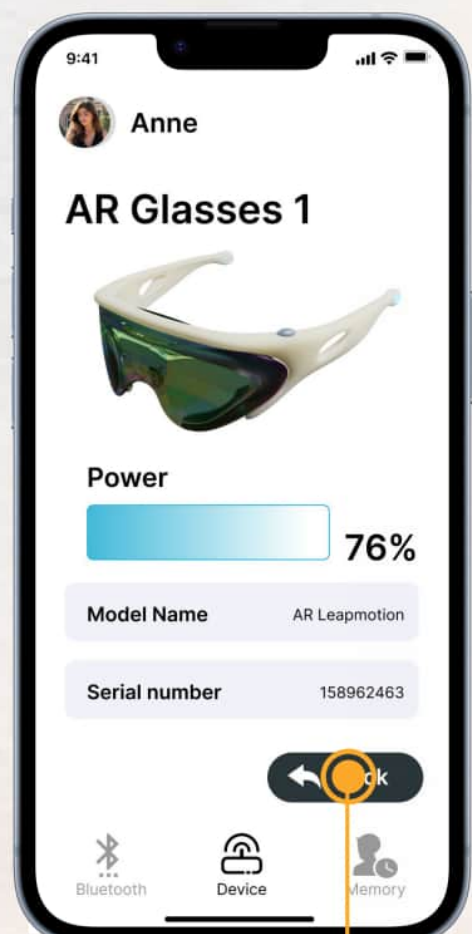 9:41
Anne
AR Glasses 1
Power
76%
Model Name AR Leapmotion
Serial number 158962463
Bluetooth Device Memory